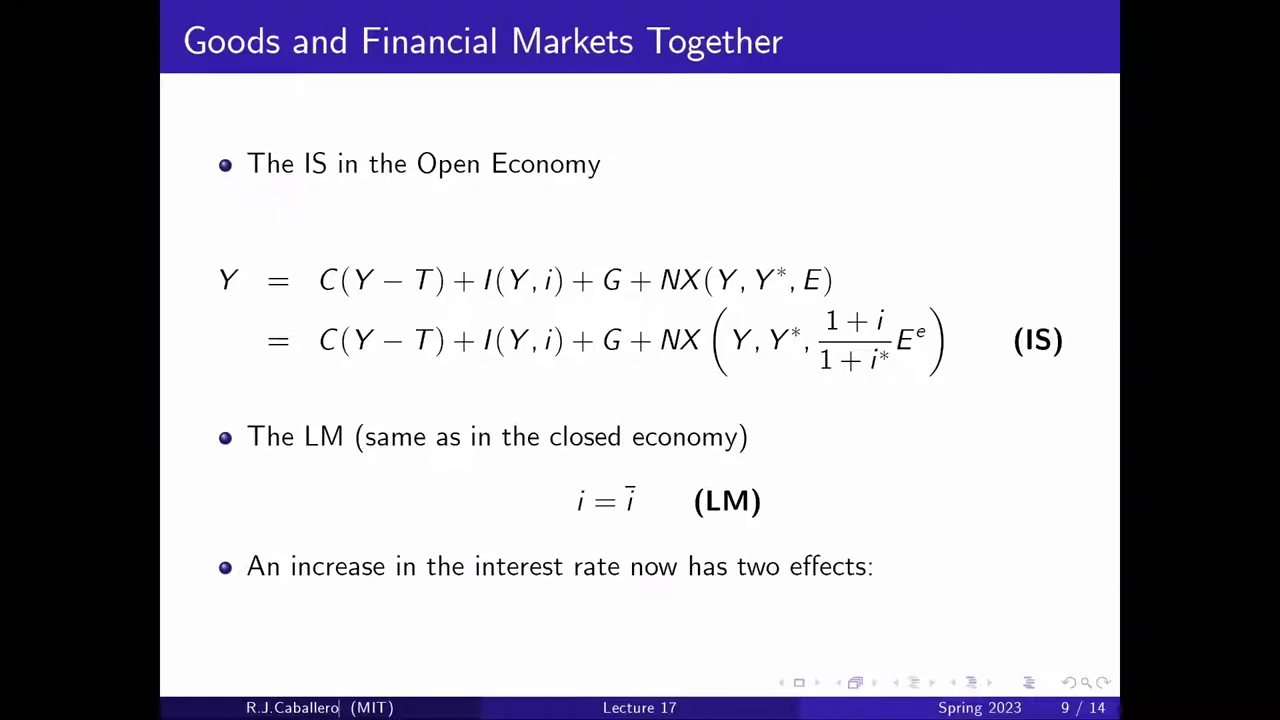 Goods and Financial Markets Together
The IS in the Open Economy
Y = C(Y − T) + I(Y, i) + G + NX(Y, Y*, E)
= C(Y − T) + I(Y, i) + G + NX (Y, Y*, \frac{1 + i}{1 + i*} E^e) (IS)
The LM (same as in the closed economy)
i = i̅ (LM)
An increase in the interest rate now has two effects:
R.J.Caballero (MIT) Lecture 17 Spring 2023 9 / 14